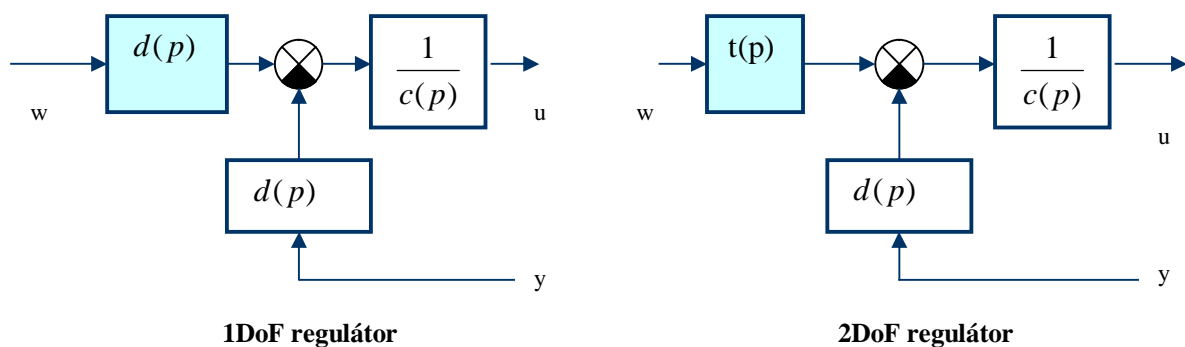 d(p)
1
c(p)
w
u
d(p)
y
1DoF regulátor
t(p)
1
c(p)
w
u
d(p)
y
2DoF regulátor